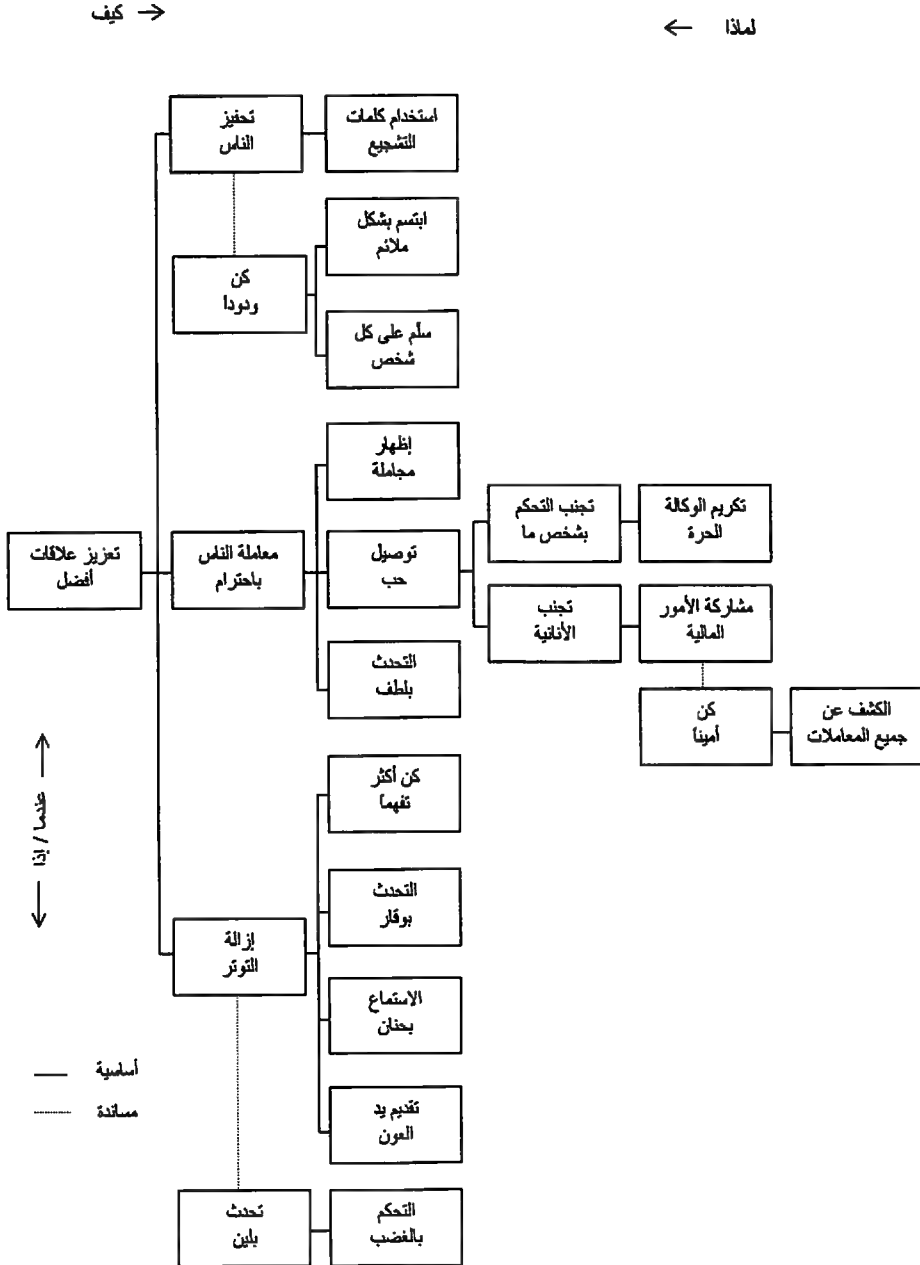 كيف
لماذا
تحفيز
الناس
استخدام كلمات
التشجيع
ابتسم بشكل
ملائم
كن
ودودا
سلّم على كل
شخص
إظهار
مجاملة
تجنب التحكم
بشخص ما
تكريم الوكالة
الحرة
تعزيز علاقات
أفضل
معاملة الناس
باحترام
توصيل
حب
تجنب
الأنانية
مشاركة الأمور
المالية
التحدث
بلطف
كن
أميناً
الكشف عن
جميع المعاملات
عندما / إذا
كن أكثر
تفهماً
التحدث
بوقار
إزالة
التوتر
الاستماع
بحنان
أساسية
مساندة
تقديم يد
العون
تحدث
بلين
التحكم
بالغضب